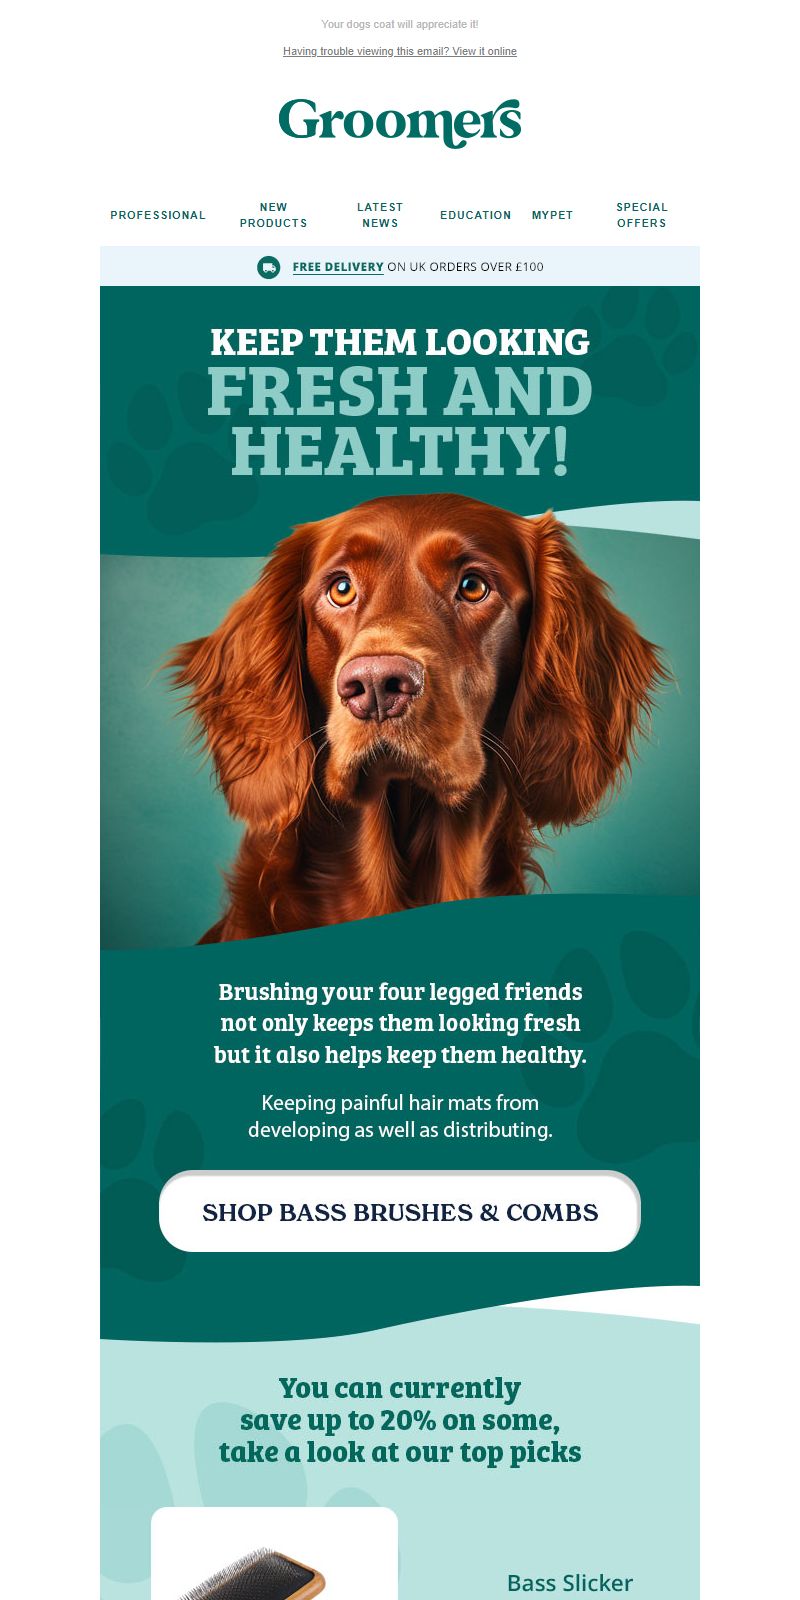 Your dogs coat will appreciate it!
Having trouble viewing this email? View it online
Groomers
PROFESSIONAL
NEW
PRODUCTS
LATEST
NEWS
EDUCATION
MYPET
SPECIAL
OFFERS
FREE DELIVERY ON UK ORDERS OVER £100
KEEP THEM LOOKING
FRESH AND
HEALTHY!
Brushing your four legged friends
not only keeps them looking fresh
but it also helps keep them healthy.
Keeping painful hair mats from
developing as well as distributing.
SHOP BASS BRUSHES & COMBS
You can currently
save up to 20% on some,
take a look at our top picks
Bass Slicker